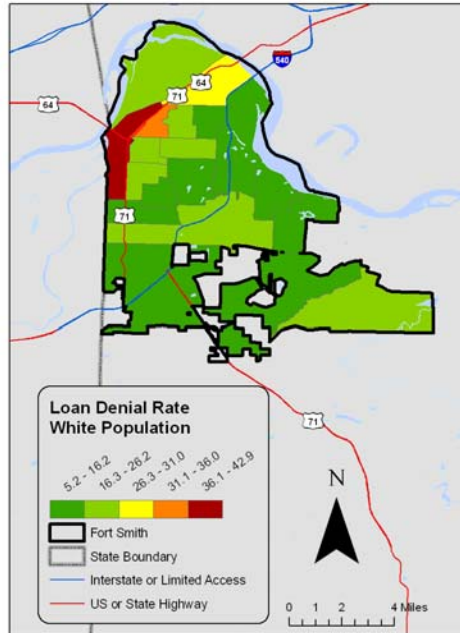 540
64
71
64
71
71
Loan Denial Rate
White Population
5.2 - 16.2
16.3 - 26.2
26.3 - 31.0
31.1 - 36.0
36.1 - 42.9
Fort Smith
State Boundary
Interstate or Limited Access
US or State Highway
N
0 2 4 Miles